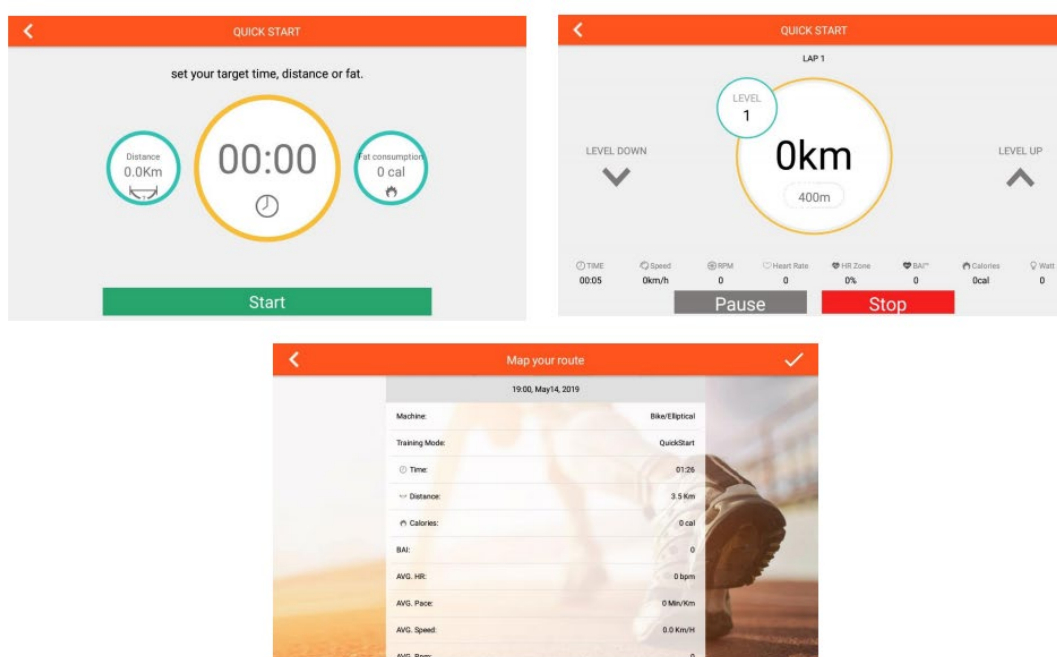 QUICK START
set your target time, distance or fat.
Distance
0.0Km
00:00
Fat consumption
0 cal
Start
QUICK START
LAP 1
LEVEL
1
LEVEL DOWN
0km
400m
LEVEL UP
TIME Speed RPM Heart Rate HR Zone BAI™ Calories Watt
00:05 0km/h 0 0 0% 0 0cal 0
Pause Stop
Map your route
19:00, May14, 2019
Machine: Bike/Elliptical
Training Mode: QuickStart
Time: 01:26
Distance: 3.5 Km
Calories: 0 cal
BAI: 0
AVG. HR: 0 bpm
AVG. Pace: 0 Min/Km
AVG. Speed: 0.0 Km/H
AVG. Rpm: 0